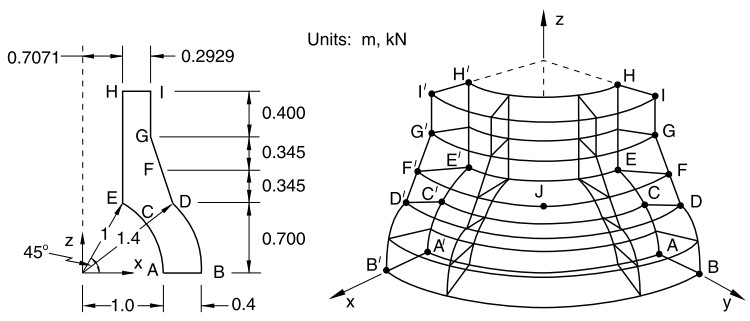 0.7071
0.2929
Units: m, kN
z
H I
G
F
E C D
0.400
0.345
0.345
0.700
45° z 1 1.4
x A B
1.0 0.4
I′ H′ H I
G′ G
F′ E′ E F
D′ C′ J C D
A′ A
B′ B
x y